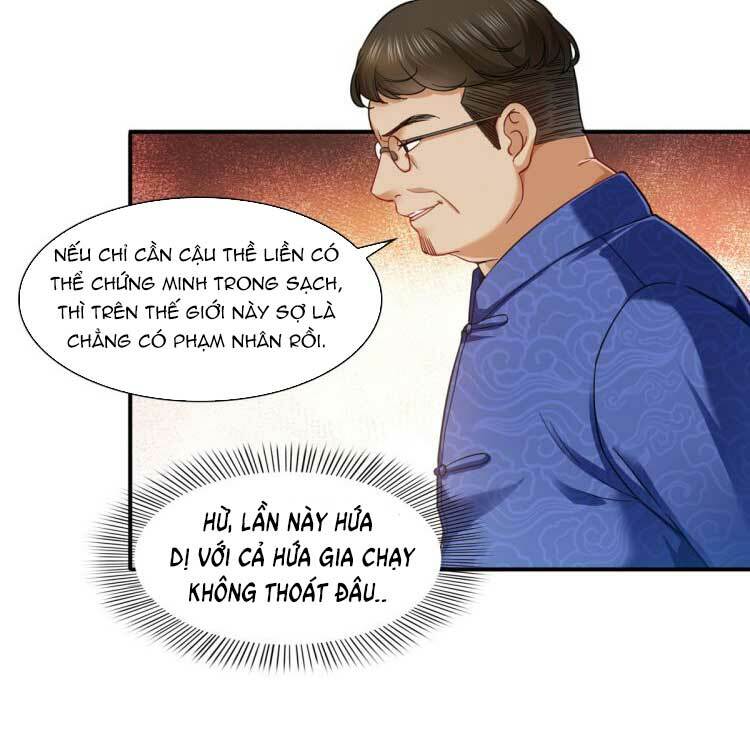 NẾU CHỈ CẦN CẬU THỀ LIỀN CÓ
THỂ CHỨNG MINH TRONG SẠCH,
THÌ TRÊN THẾ GIỚI NÀY SỢ LÀ
CHẲNG CÓ PHẠM NHÂN RỒI.
HỪ, LẦN NÀY HỨA
DỊ VỚI CẢ HỨA GIA CHẠY
KHÔNG THOÁT ĐÂU..